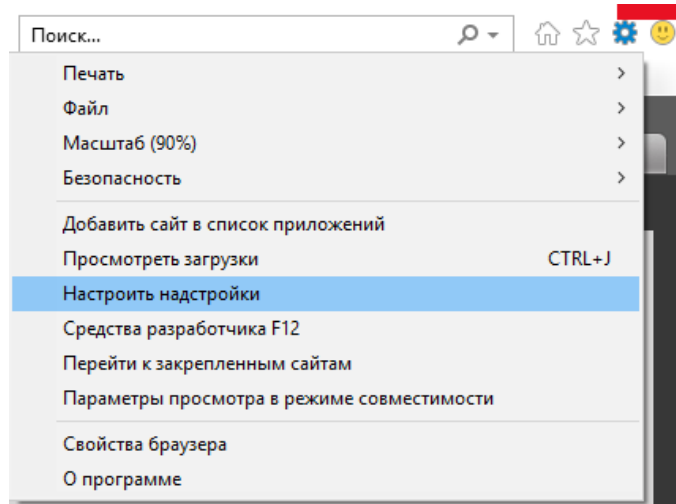 Поиск...
Печать
Файл
Масштаб (90%)
Безопасность
Добавить сайт в список приложений
Просмотреть загрузки CTRL+J
Настроить надстройки
Средства разработчика F12
Перейти к закрепленным сайтам
Параметры просмотра в режиме совместимости
Свойства браузера
О программе